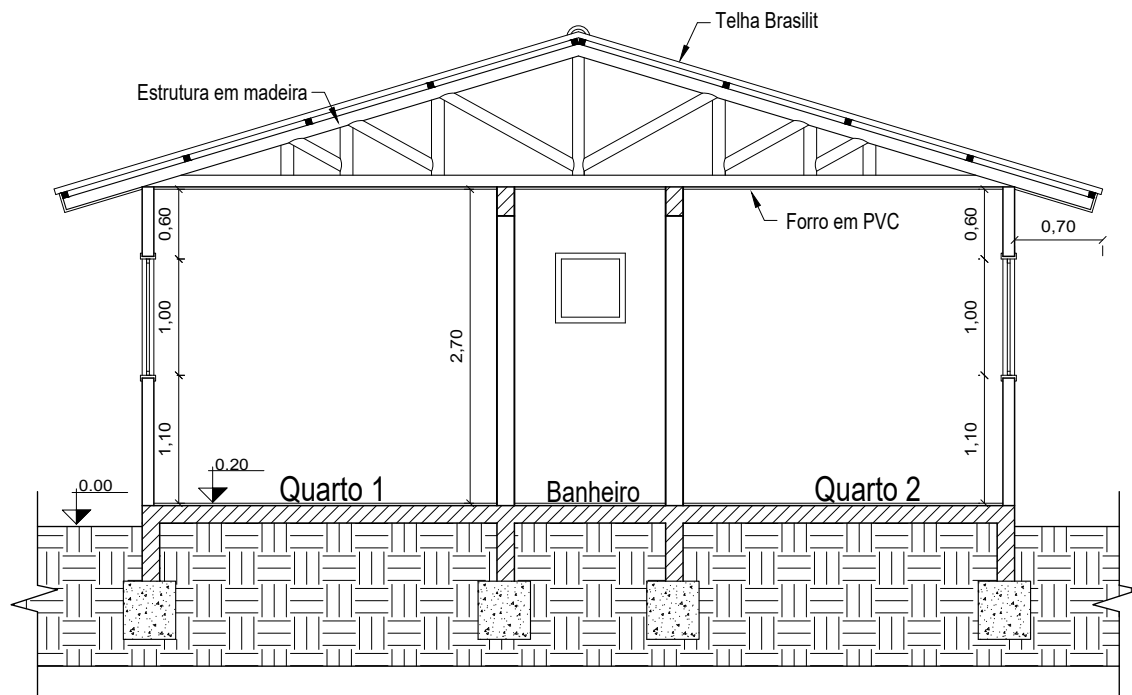 Telha Brasilit
Estrutura em madeira
Forro em PVC
0,60
0,60
0,70
1,00
2,70
1,00
1,10
1,10
0.20
0.00
Quarto 1
Banheiro
Quarto 2